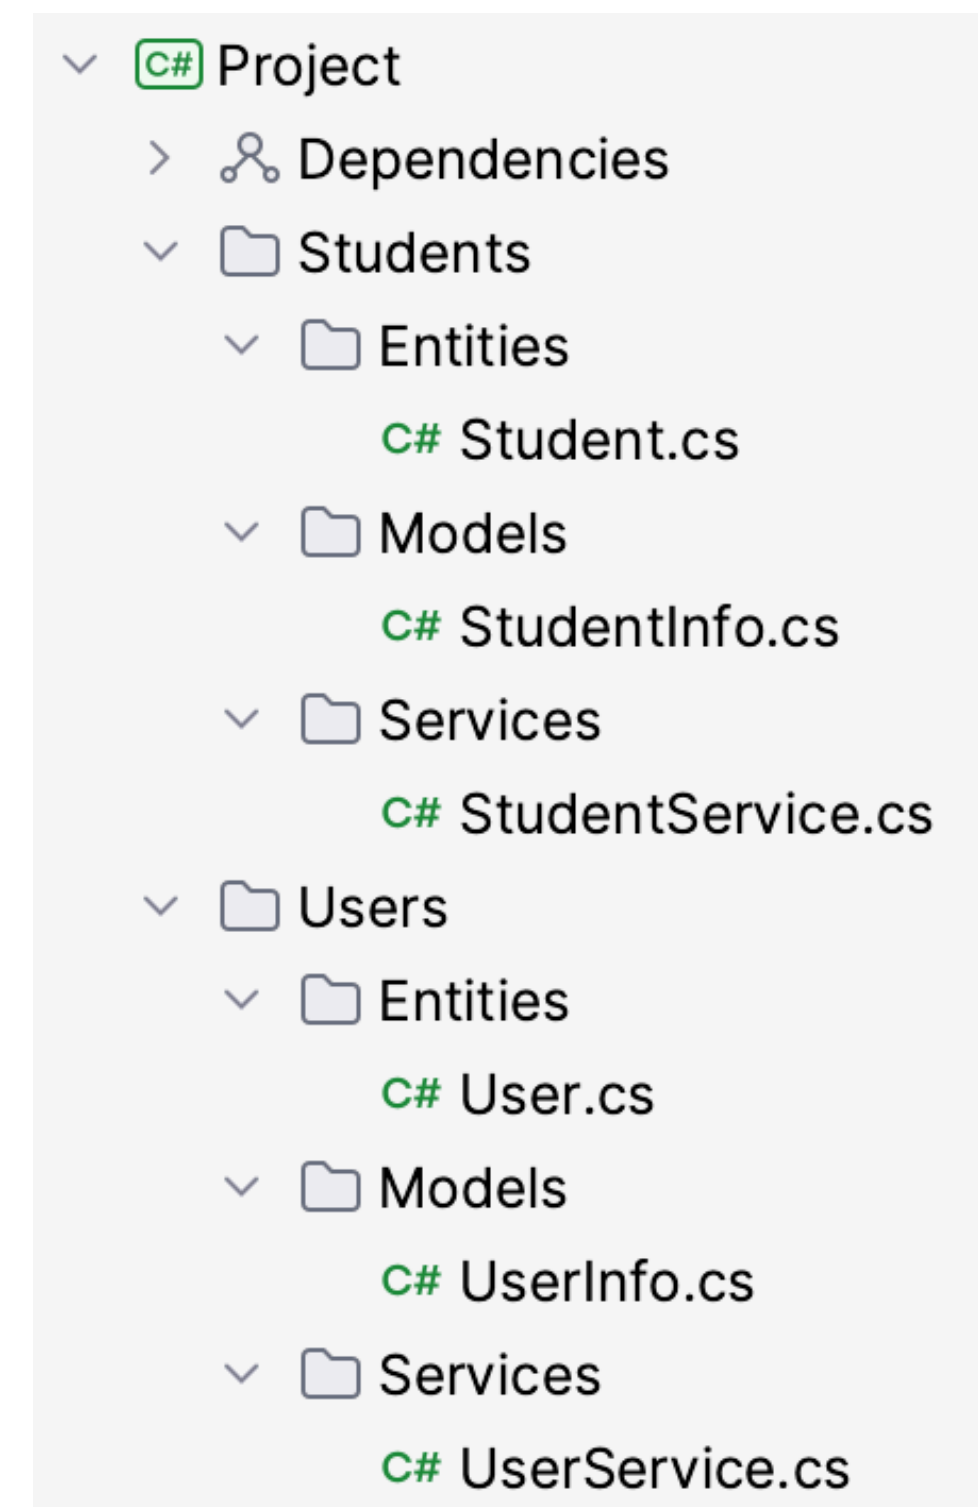 C# Project
Dependencies
Students
Entities
C# Student.cs
Models
C# StudentInfo.cs
Services
C# StudentService.cs
Users
Entities
C# User.cs
Models
C# UserInfo.cs
Services
C# UserService.cs